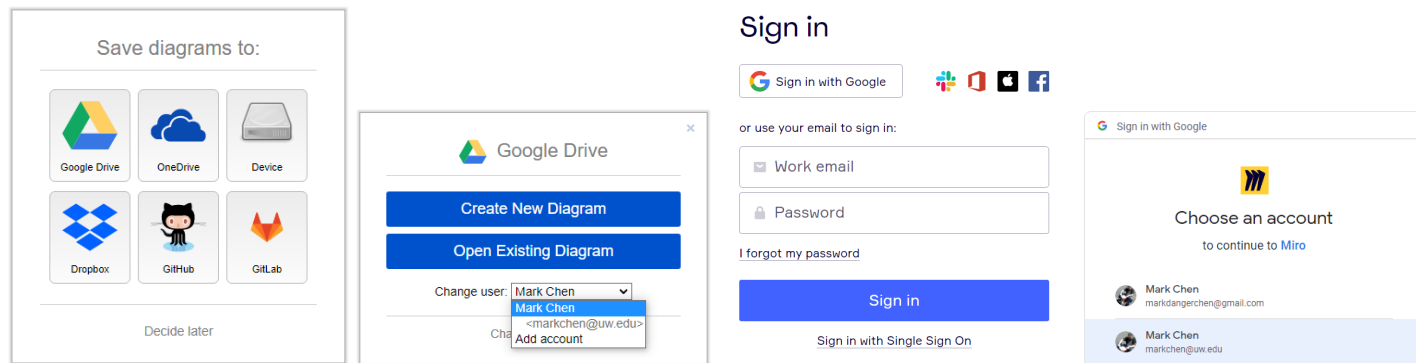 Save diagrams to:
Google Drive
OneDrive
Device
Dropbox
GitHub
GitLab
Decide later
×
Google Drive
Create New Diagram
Open Existing Diagram
Change user: Mark Chen
Mark Chen
<markchen@uw.edu>
Add account
Cha
Sign in
Sign in with Google
or use your email to sign in:
Work email
Password
I forgot my password
Sign in
Sign in with Single Sign On
Sign in with Google
Choose an account
to continue to Miro
Mark Chen
markdangerchen@gmail.com
Mark Chen
markchen@uw.edu